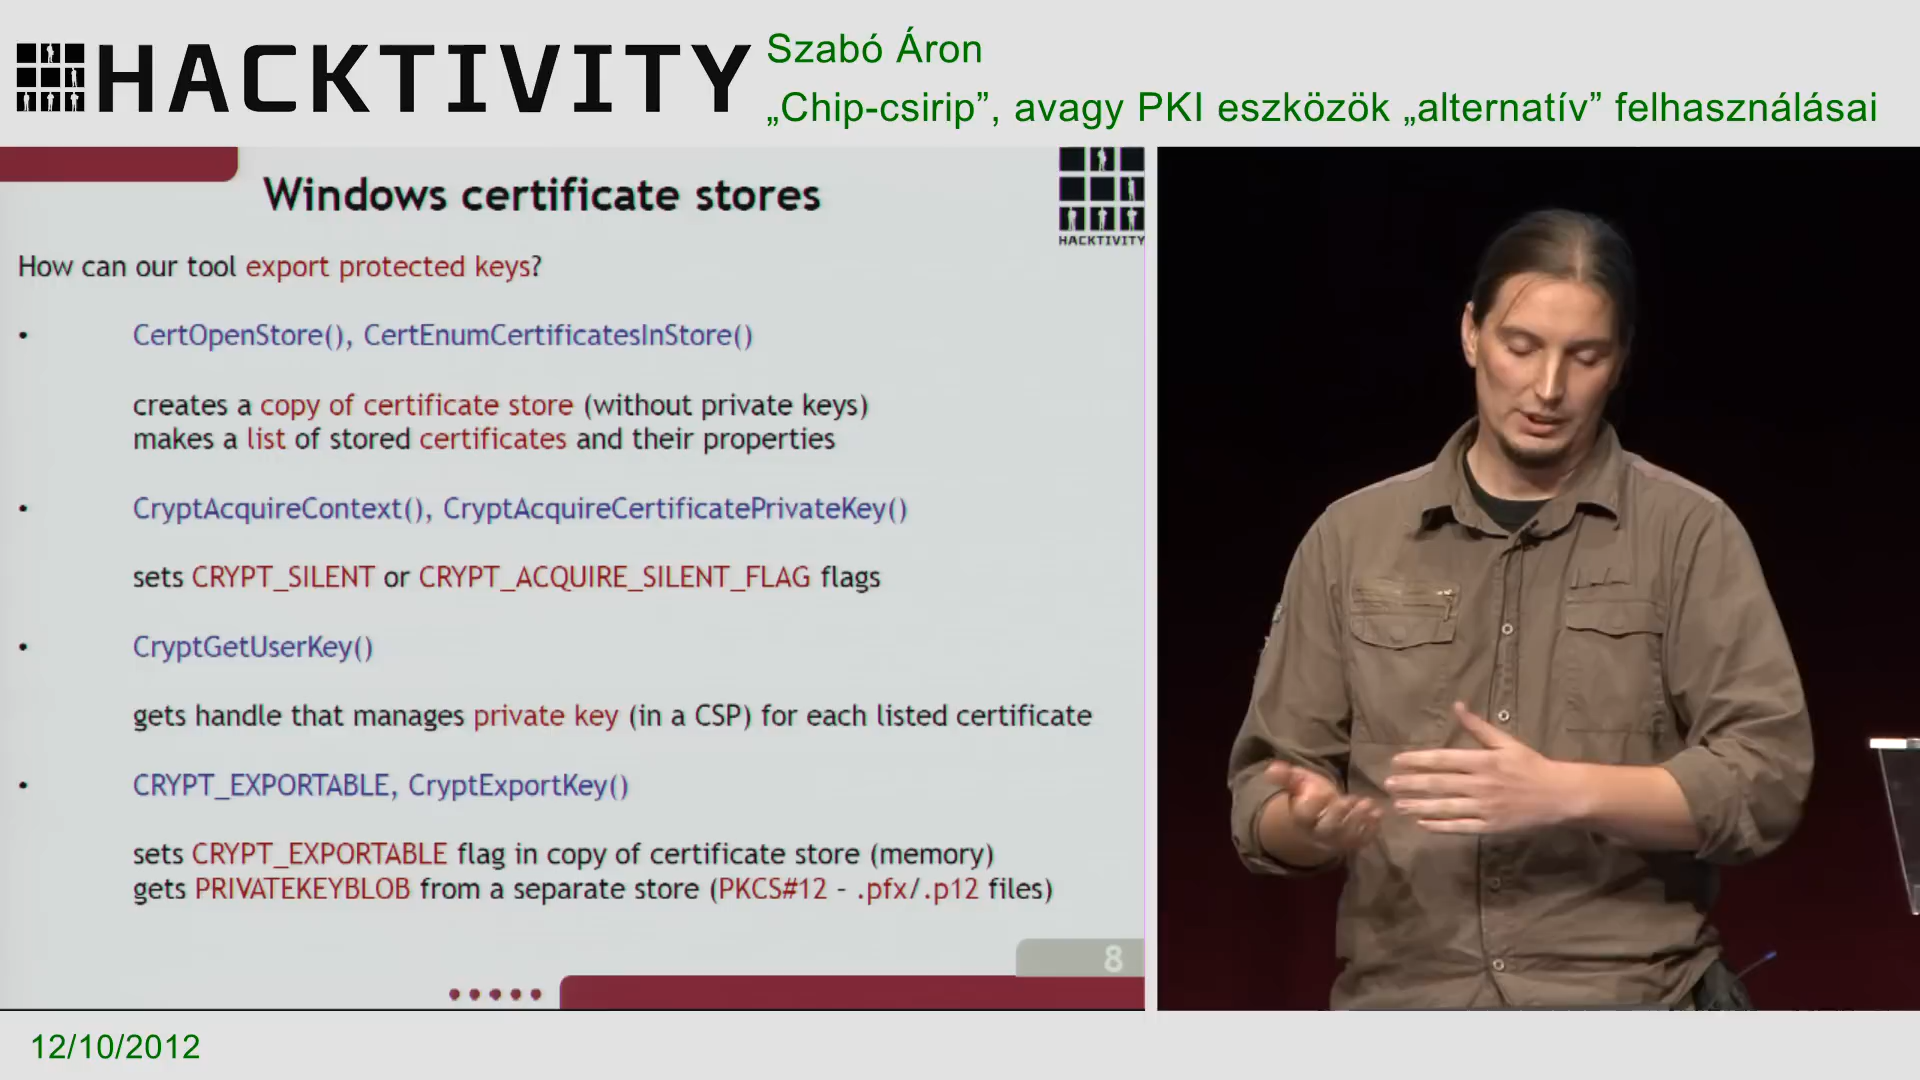 HACKTIVITY
Szabó Áron
„Chip-csirip”, avagy PKI eszközök „alternatív” felhasználásai
Windows certificate stores
HACKTIVITY
How can our tool export protected keys?
• CertOpenStore(), CertEnumCertificatesInStore()
creates a copy of certificate store (without private keys)
makes a list of stored certificates and their properties
• CryptAcquireContext(), CryptAcquireCertificatePrivateKey()
sets CRYPT_SILENT or CRYPT_ACQUIRE_SILENT_FLAG flags
• CryptGetUserKey()
gets handle that manages private key (in a CSP) for each listed certificate
• CRYPT_EXPORTABLE, CryptExportKey()
sets CRYPT_EXPORTABLE flag in copy of certificate store (memory)
gets PRIVATEKEYBLOB from a separate store (PKCS#12 - .pfx/.p12 files)
8
12/10/2012